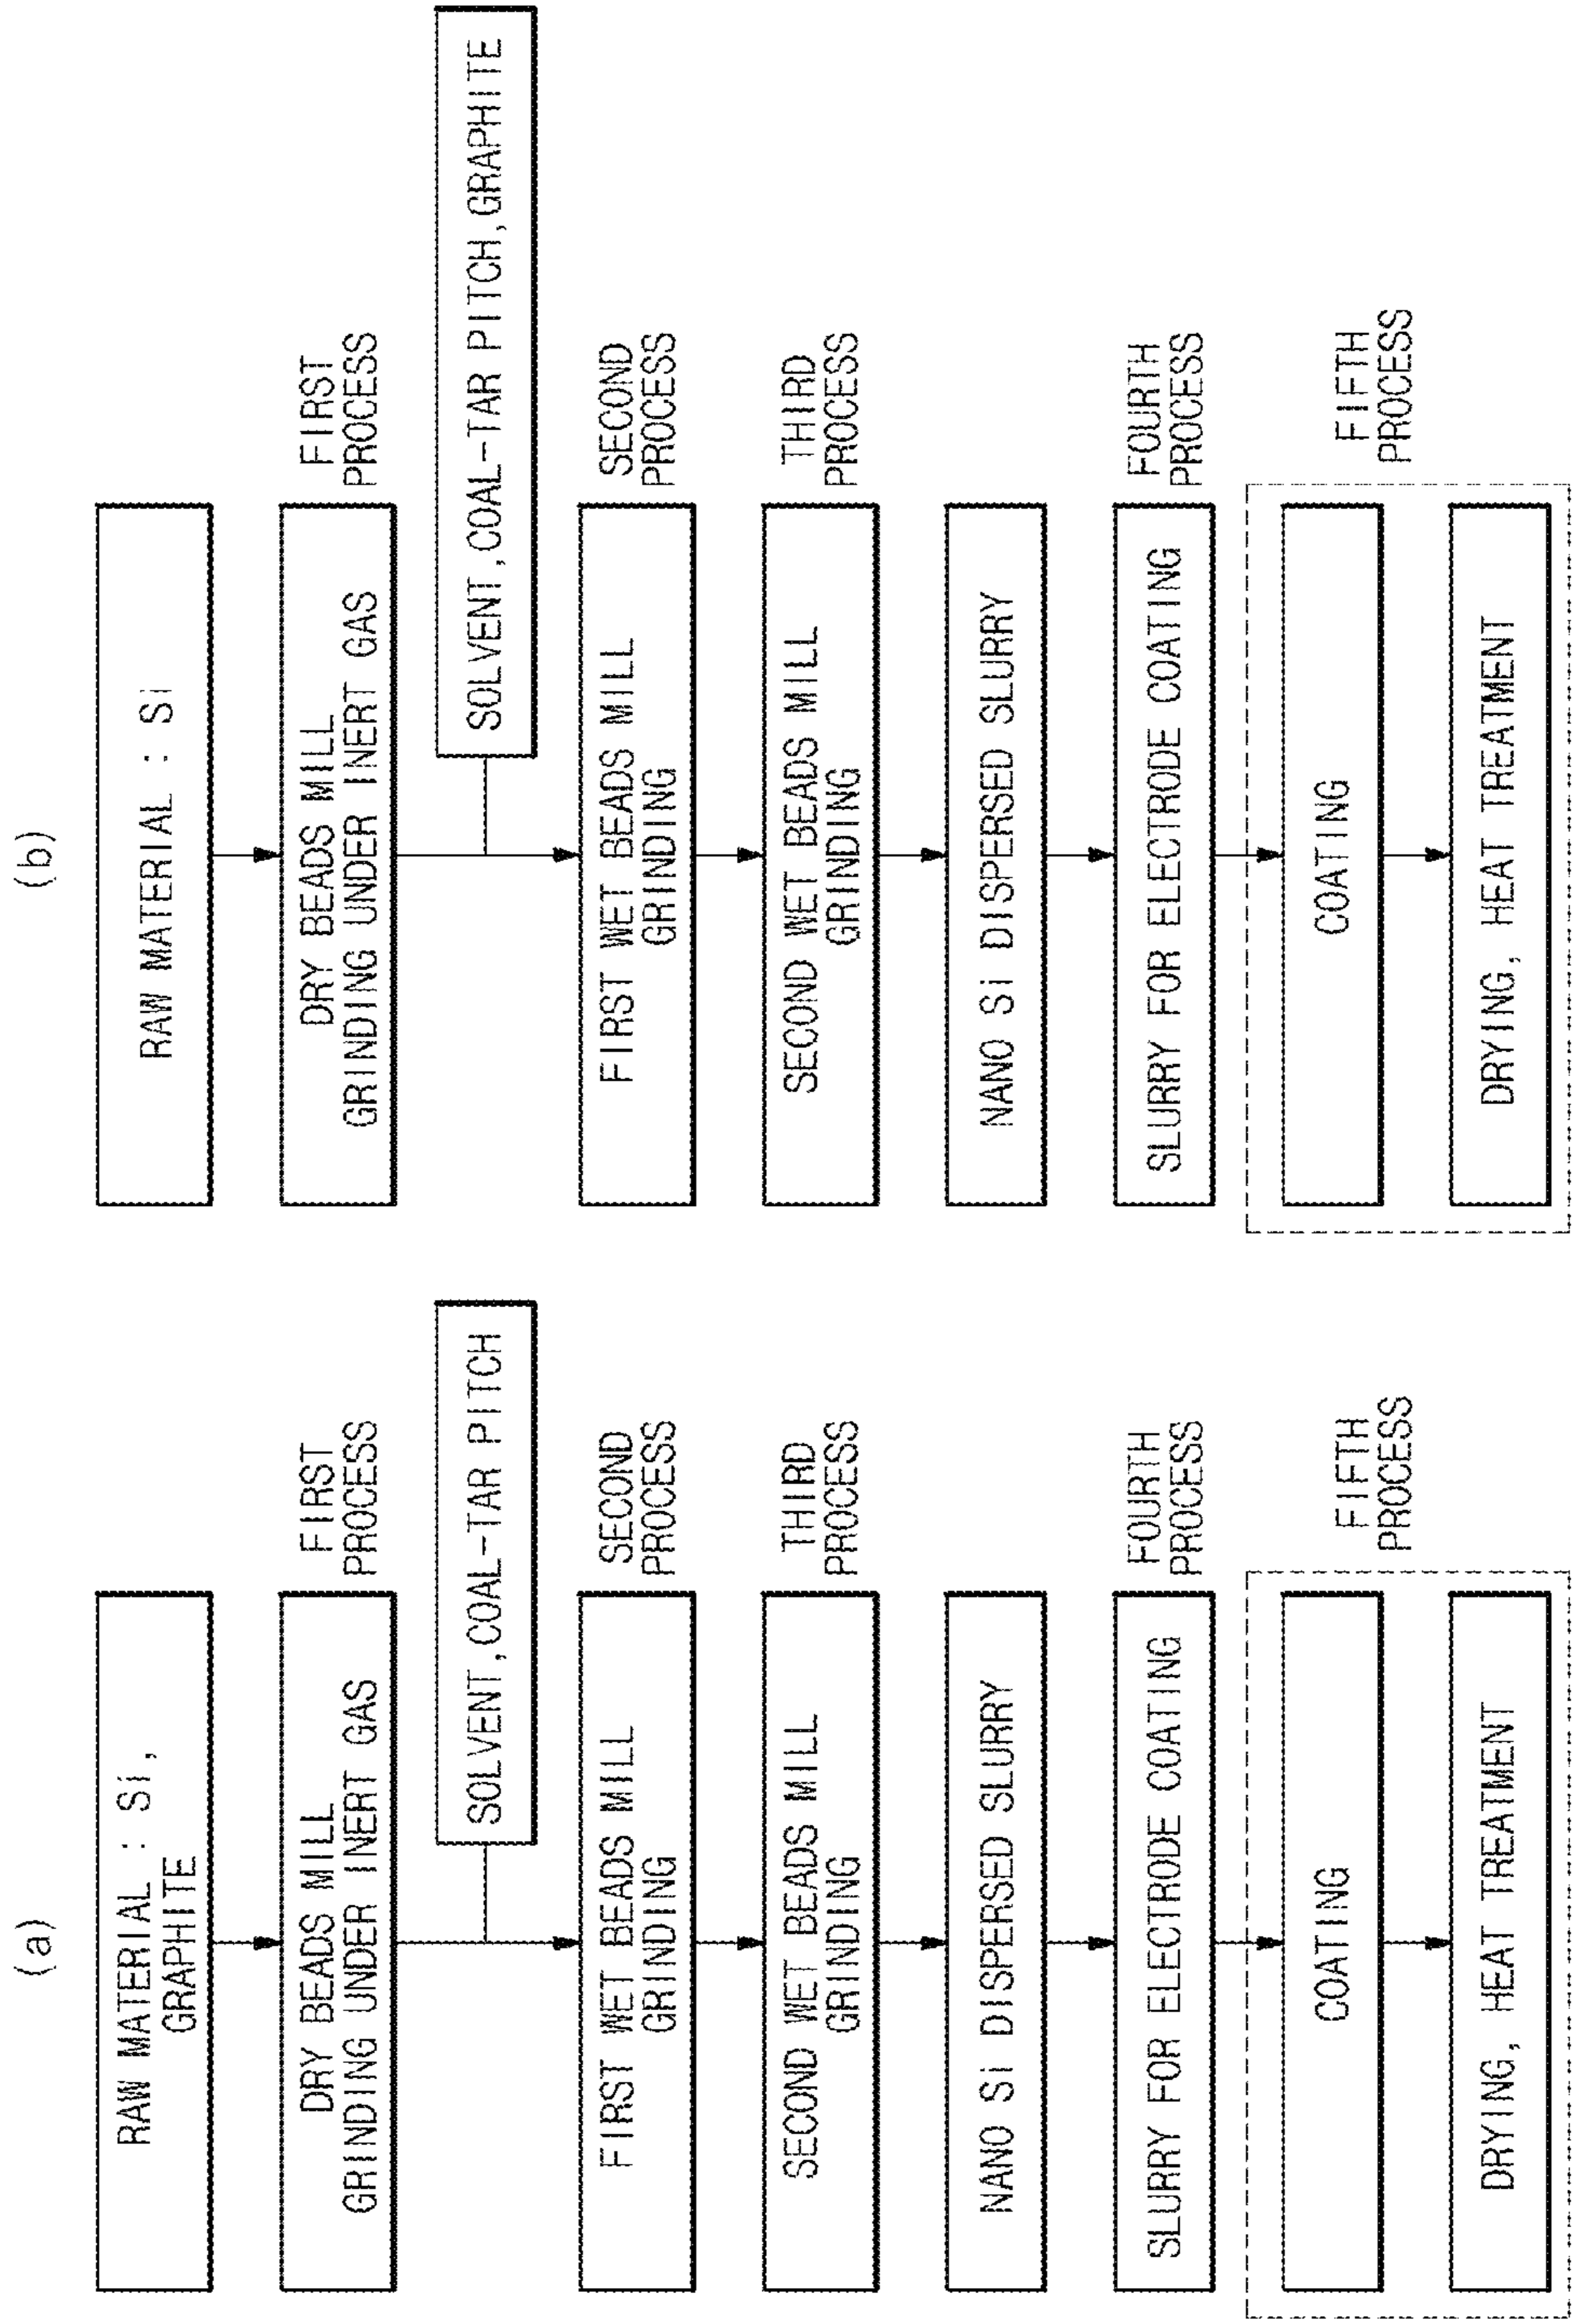 (a)
RAW MATERIAL : Si,
GRAPHITE
DRY BEADS MILL
GRINDING UNDER INERT GAS
FIRST
PROCESS
SOLVENT,COAL-TAR PITCH
FIRST WET BEADS MILL
GRINDING
SECOND
PROCESS
SECOND WET BEADS MILL
GRINDING
THIRD
PROCESS
NANO Si DISPERSED SLURRY
SLURRY FOR ELECTRODE COATING
FOURTH
PROCESS
COATING
FIFTH
PROCESS
DRYING, HEAT TREATMENT
(b)
RAW MATERIAL : Si
DRY BEADS MILL
GRINDING UNDER INERT GAS
FIRST
PROCESS
SOLVENT,COAL-TAR PITCH,GRAPHITE
FIRST WET BEADS MILL
GRINDING
SECOND
PROCESS
SECOND WET BEADS MILL
GRINDING
THIRD
PROCESS
NANO Si DISPERSED SLURRY
SLURRY FOR ELECTRODE COATING
FOURTH
PROCESS
COATING
FIFTH
PROCESS
DRYING, HEAT TREATMENT